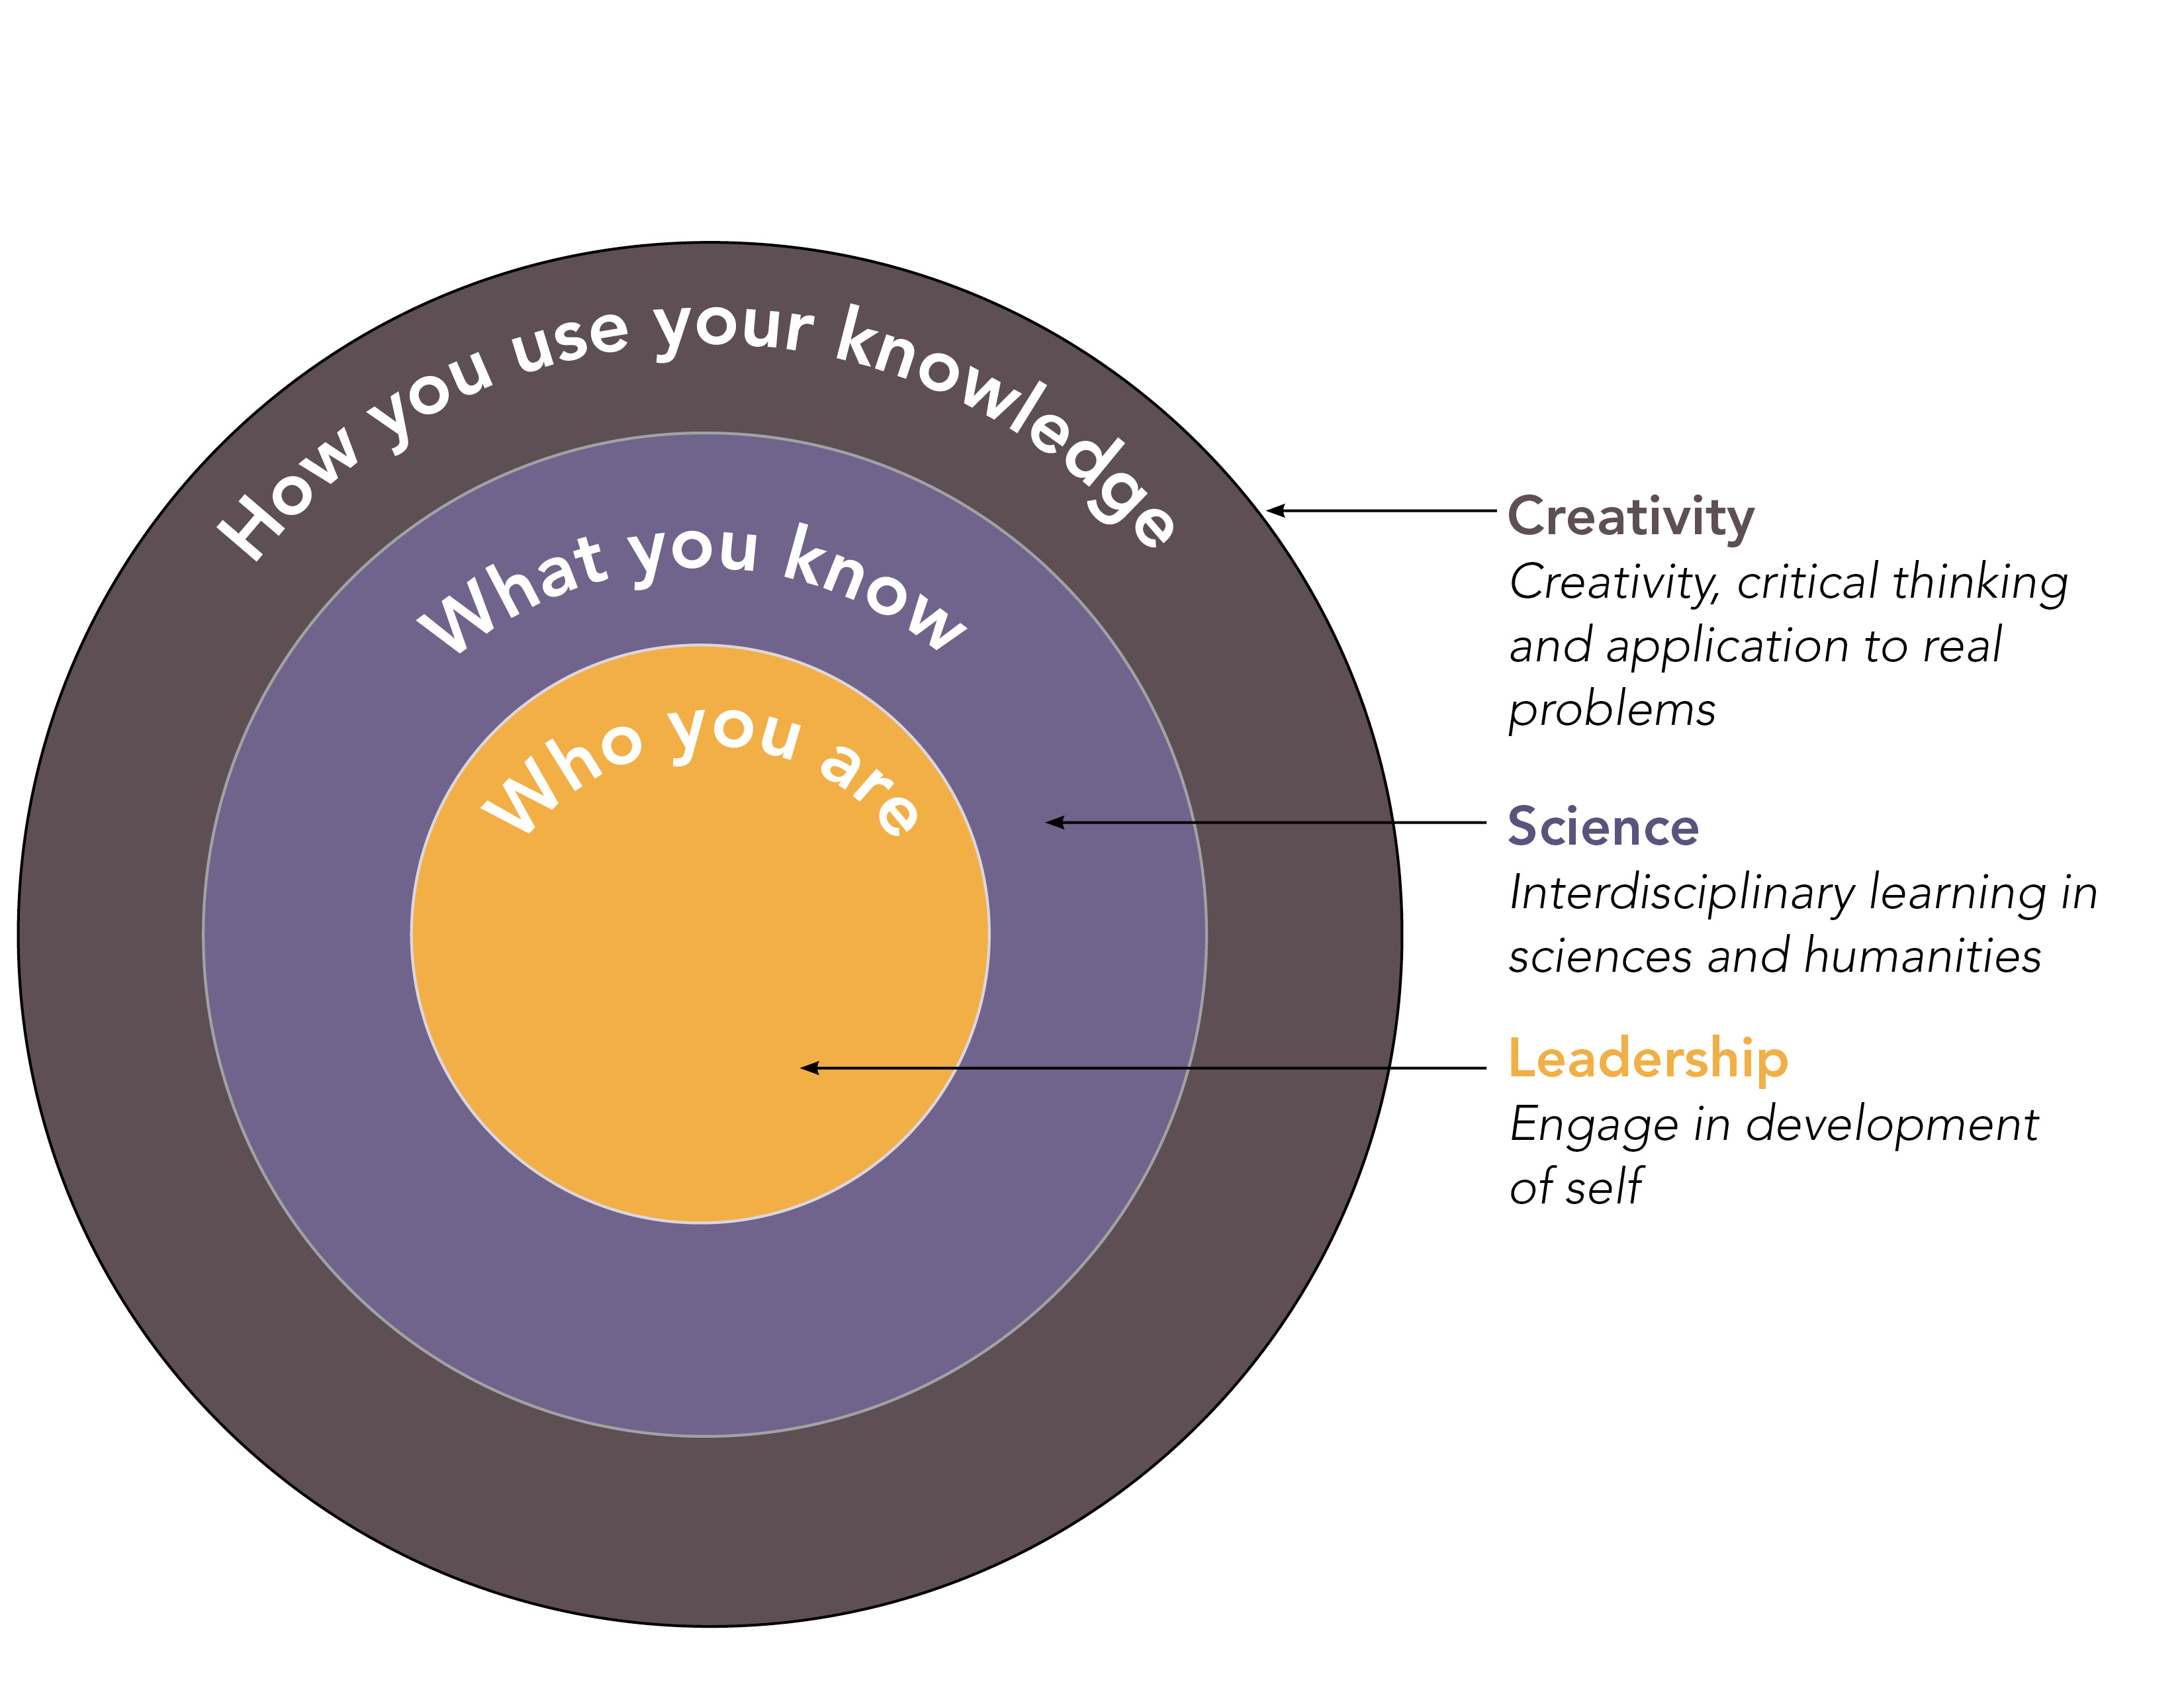 How you use your knowledge
What you know
Who you are
Creativity
Creativity, critical thinking
and application to real
problems
Science
Interdisciplinary learning in
sciences and humanities
Leadership
Engage in development
of self